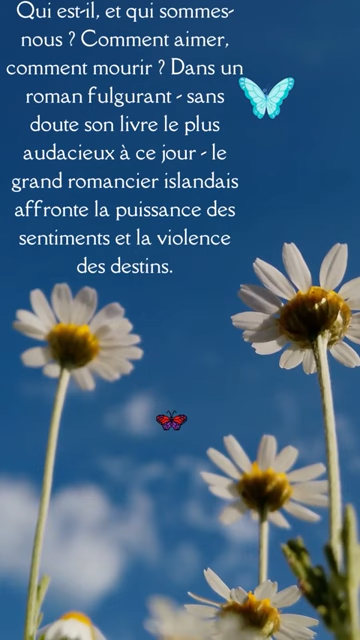 Qui est-il, et qui sommes-
nous ? Comment aimer,
comment mourir ? Dans un
roman fulgurant - sans
doute son livre le plus
audacieux à ce jour - le
grand romancier islandais
affronte la puissance des
sentiments et la violence
des destins.